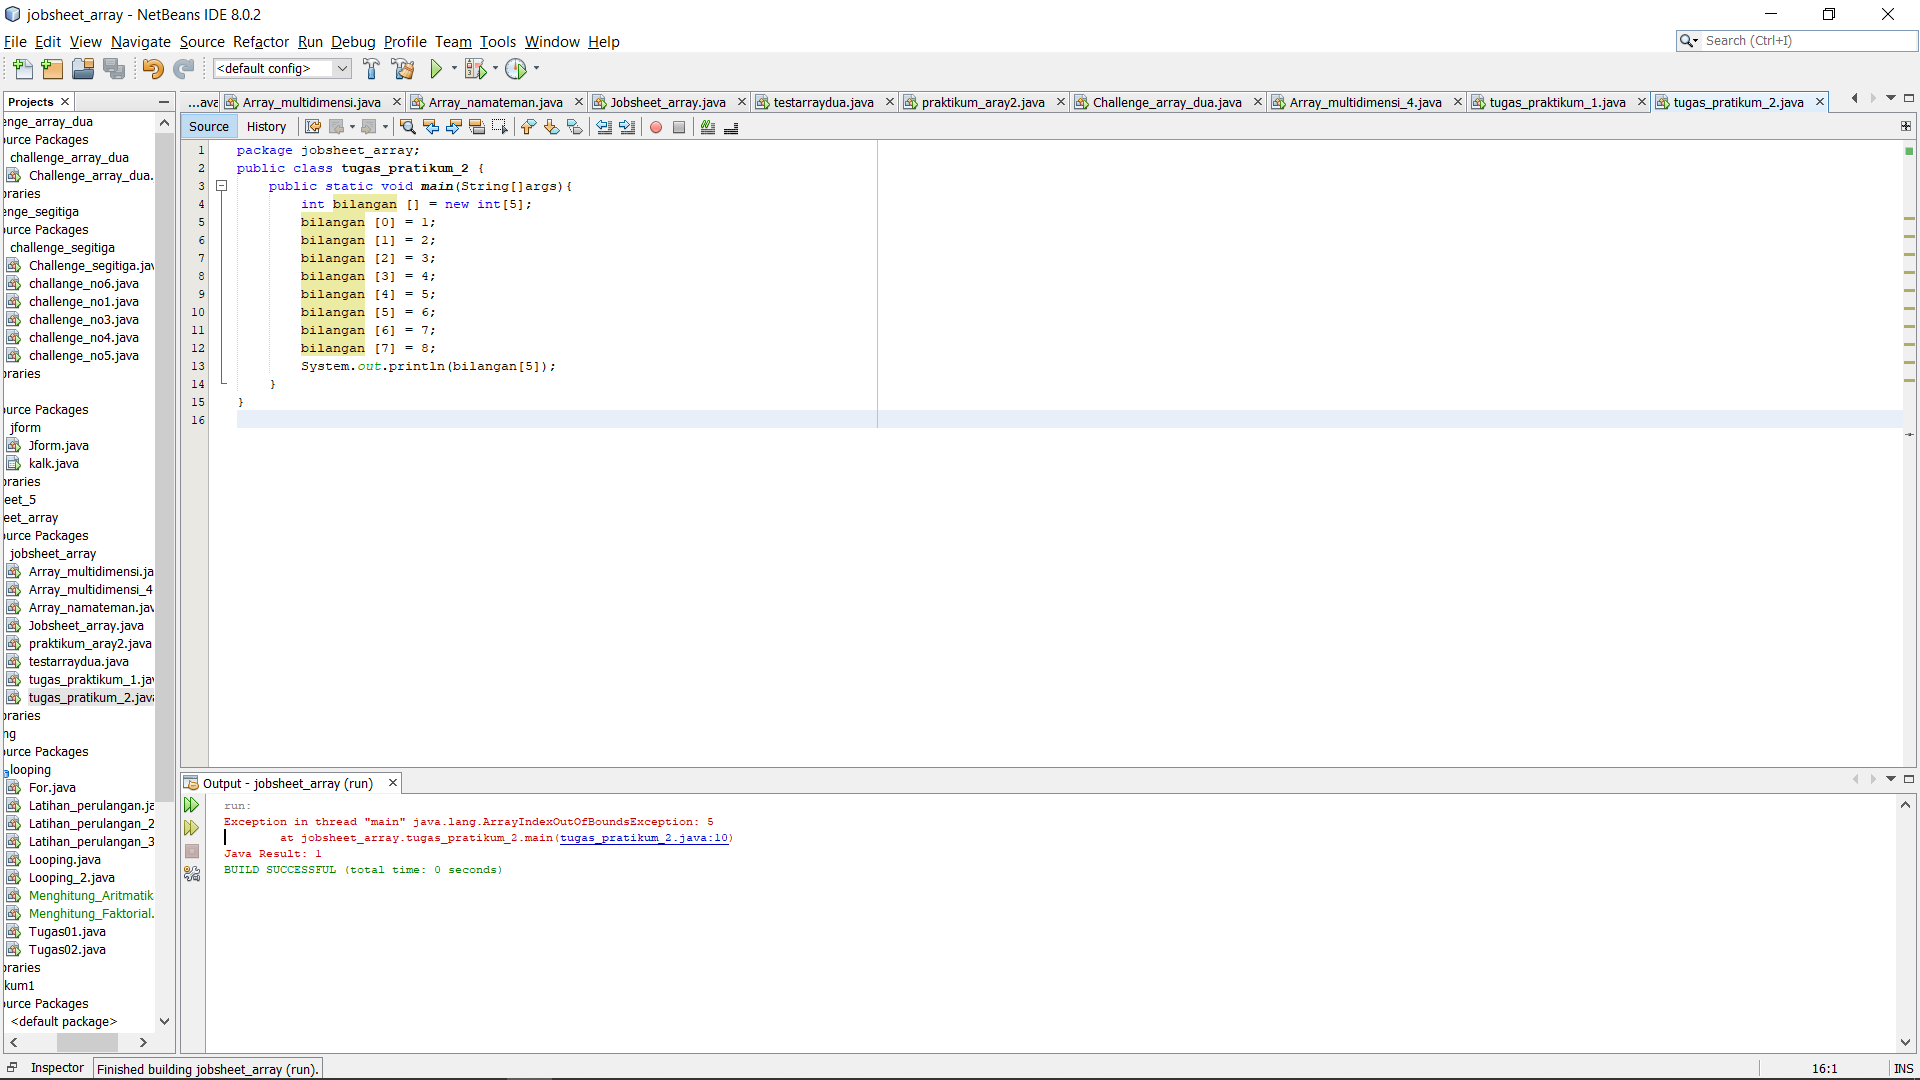 jobsheet_array - NetBeans IDE 8.0.2
File Edit View Navigate Source Refactor Run Debug Profile Team Tools Window Help
Search (Ctrl+I)
<default config>
Projects
...ava Array_multidimensi.java Array_namateman.java Jobsheet_array.java testarraydua.java praktikum_aray2.java Challenge_array_dua.java Array_multidimensi_4.java tugas_praktikum_1.java tugas_pratikum_2.java
Source History
enge_array_dua
urce Packages
challenge_array_dua
Challenge_array_dua.
braries
enge_segitiga
urce Packages
challenge_segitiga
Challenge_segitiga.jav
challange_no6.java
challenge_no1.java
challenge_no3.java
challenge_no4.java
challenge_no5.java
braries
urce Packages
jform
Jform.java
kalk.java
braries
eet_5
eet_array
urce Packages
jobsheet_array
Array_multidimensi.ja
Array_multidimensi_4
Array_namateman.jav
Jobsheet_array.java
praktikum_aray2.java
testarraydua.java
tugas_praktikum_1.jav
tugas_pratikum_2.java
braries
ng
urce Packages
looping
For.java
Latihan_perulangan.ja
Latihan_perulangan_2
Latihan_perulangan_3
Looping.java
Looping_2.java
Menghitung_Aritmatik
Menghitung_Faktorial.
Tugas01.java
Tugas02.java
braries
kum1
urce Packages
<default package>
1 package jobsheet_array;
2 public class tugas_pratikum_2 {
3 public static void main(String[]args){
4 int bilangan [] = new int[5];
5 bilangan [0] = 1;
6 bilangan [1] = 2;
7 bilangan [2] = 3;
8 bilangan [3] = 4;
9 bilangan [4] = 5;
10 bilangan [5] = 6;
11 bilangan [6] = 7;
12 bilangan [7] = 8;
13 System.out.println(bilangan[5]);
14 }
15 }
16
Output - jobsheet_array (run)
run:
Exception in thread "main" java.lang.ArrayIndexOutOfBoundsException: 5
at jobsheet_array.tugas_pratikum_2.main(tugas_pratikum_2.java:10)
Java Result: 1
BUILD SUCCESSFUL (total time: 0 seconds)
Inspector Finished building jobsheet_array (run). 16:1 INS